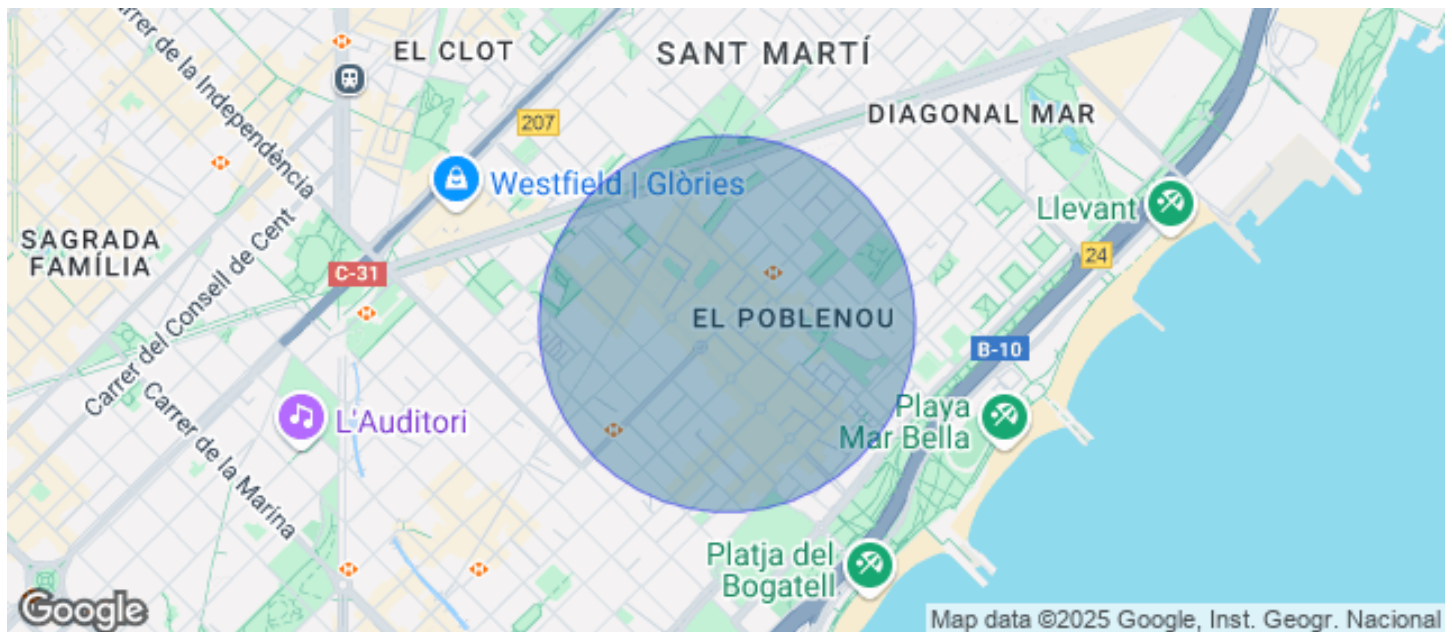 Carrer de la Independència
EL CLOT
SANT MARTÍ
207
DIAGONAL MAR
Westfield | Glòries
Llevant
SAGRADA
FAMÍLIA
Carrer del Consell de Cent
C-31
24
EL POBLENOU
B-10
L'Auditori
Playa
Mar Bella
Carrer de la Marina
Platja del
Bogatell
Google
Map data ©2025 Google, Inst. Geogr. Nacional